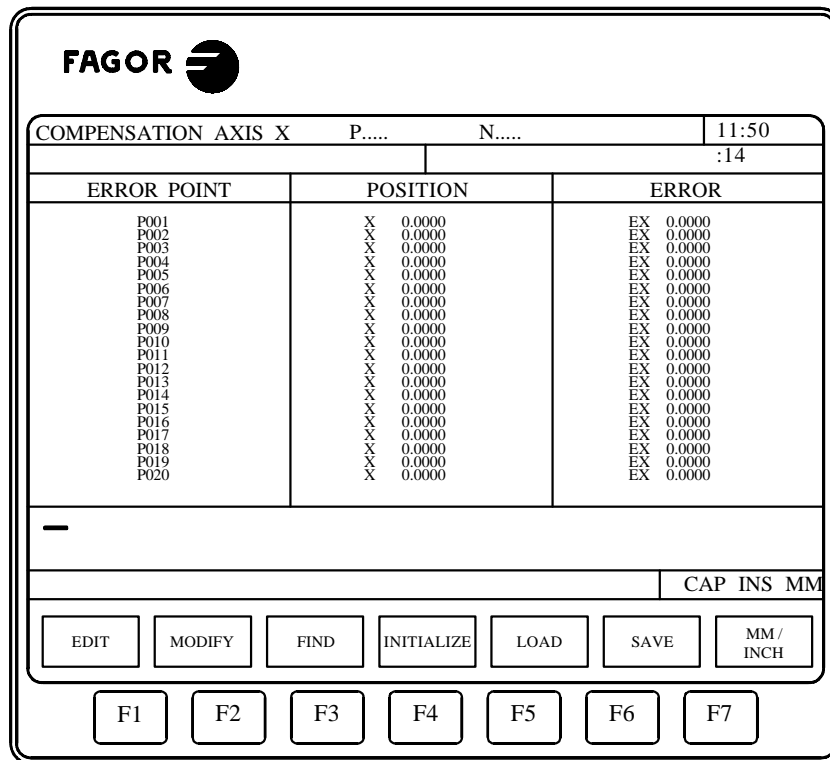 FAGOR
COMPENSATION AXIS X P..... N..... 11:50
:14
ERROR POINT POSITION ERROR
P001 X 0.0000 EX 0.0000
P002 X 0.0000 EX 0.0000
P003 X 0.0000 EX 0.0000
P004 X 0.0000 EX 0.0000
P005 X 0.0000 EX 0.0000
P006 X 0.0000 EX 0.0000
P007 X 0.0000 EX 0.0000
P008 X 0.0000 EX 0.0000
P009 X 0.0000 EX 0.0000
P010 X 0.0000 EX 0.0000
P011 X 0.0000 EX 0.0000
P012 X 0.0000 EX 0.0000
P013 X 0.0000 EX 0.0000
P014 X 0.0000 EX 0.0000
P015 X 0.0000 EX 0.0000
P016 X 0.0000 EX 0.0000
P017 X 0.0000 EX 0.0000
P018 X 0.0000 EX 0.0000
P019 X 0.0000 EX 0.0000
P020 X 0.0000 EX 0.0000
CAP INS MM
EDIT MODIFY FIND INITIALIZE LOAD SAVE MM /
INCH
F1 F2 F3 F4 F5 F6 F7